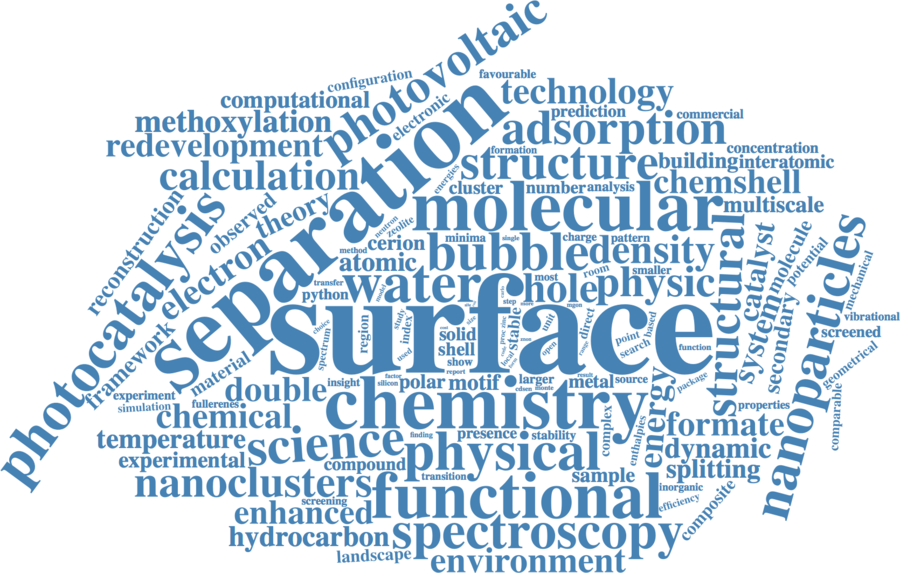 photovoltaic
configuration
favourable
computational
technology
electronic
prediction
commercial
methoxylation
adsorption
redevelopment
separation
formation
concentration
structure
building
interatomic
calculation
energies
cluster
number
analysis
chemshell
reconstruction
photocatalysis
observed
theory
molecular
multiscale
neutron
zeolite
electron
method
cerion
minima
single
charge
pattern
bubble
density
structural
catalyst
molecule
nanoparticles
atomic
most
room
smaller
potential
mechanical
transfer
python
model
water
hole
physic
system
secondary
surface
step
vibrational
screened
framework
material
spectrum
choice
region
study
used
index
solid
shell
show
report
stable
local
open
unit
direct
point
search
based
function
geometrical
comparable
experiment
simulation
fullerenes
double
insight
factor
silicon
polar
motif
larger
cdsen
monte
result
metal
source
package
energy
properties
chemical
chemistry
complex
enthalpies
formate
temperature
science
finding
presence
stability
dynamic
experimental
compound
physical
transition
sample
splitting
nanoclusters
screening
functional
inorganic
efficiency
composite
enhanced
hydrocarbon
spectroscopy
landscape
environment